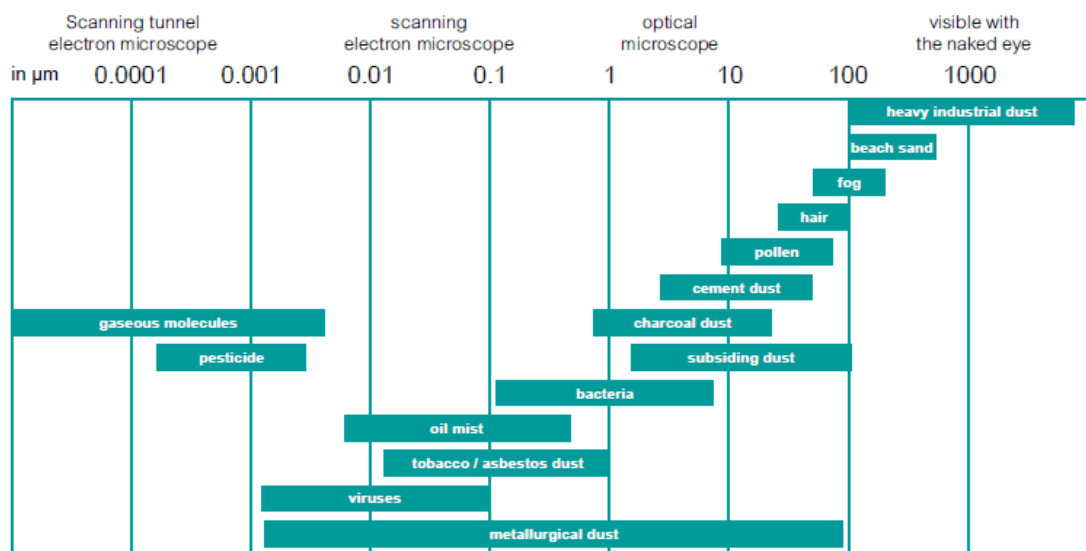 Scanning tunnel
electron microscope
scanning
electron microscope
optical
microscope
visible with
the naked eye
in µm 0.0001 0.001 0.01 0.1 1 10 100 1000
heavy industrial dust
beach sand
fog
hair
pollen
cement dust
gaseous molecules
charcoal dust
pesticide
subsiding dust
bacteria
oil mist
tobacco / asbestos dust
viruses
metallurgical dust